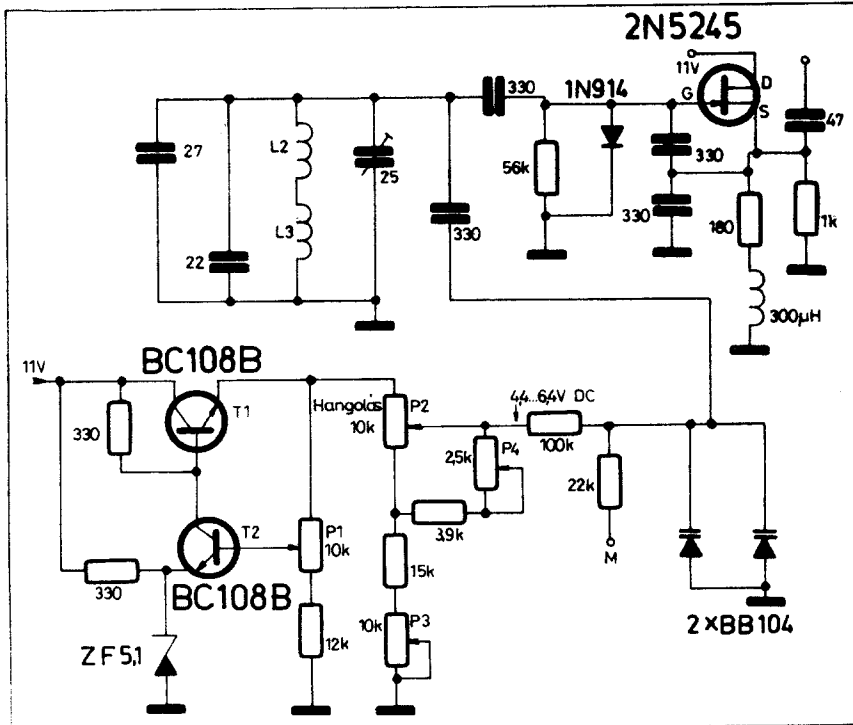 2N5245
11V
D
G
S
1N914
330
47
27
L2
25
56k
330
L3
330
330
180
1k
22
300µH
BC108B
11V
T1
Hangolás
P2
10k
4,4...6,4V DC
330
100k
2,5k
P4
22k
T2
P1
10k
3,9k
M
330
BC108B
15k
ZF5,1
12k
10k
P3
2×BB104